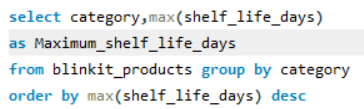 select category,max(shelf_life_days)
as Maximum_shelf_life_days
from blinkit_products group by category
order by max(shelf_life_days) desc